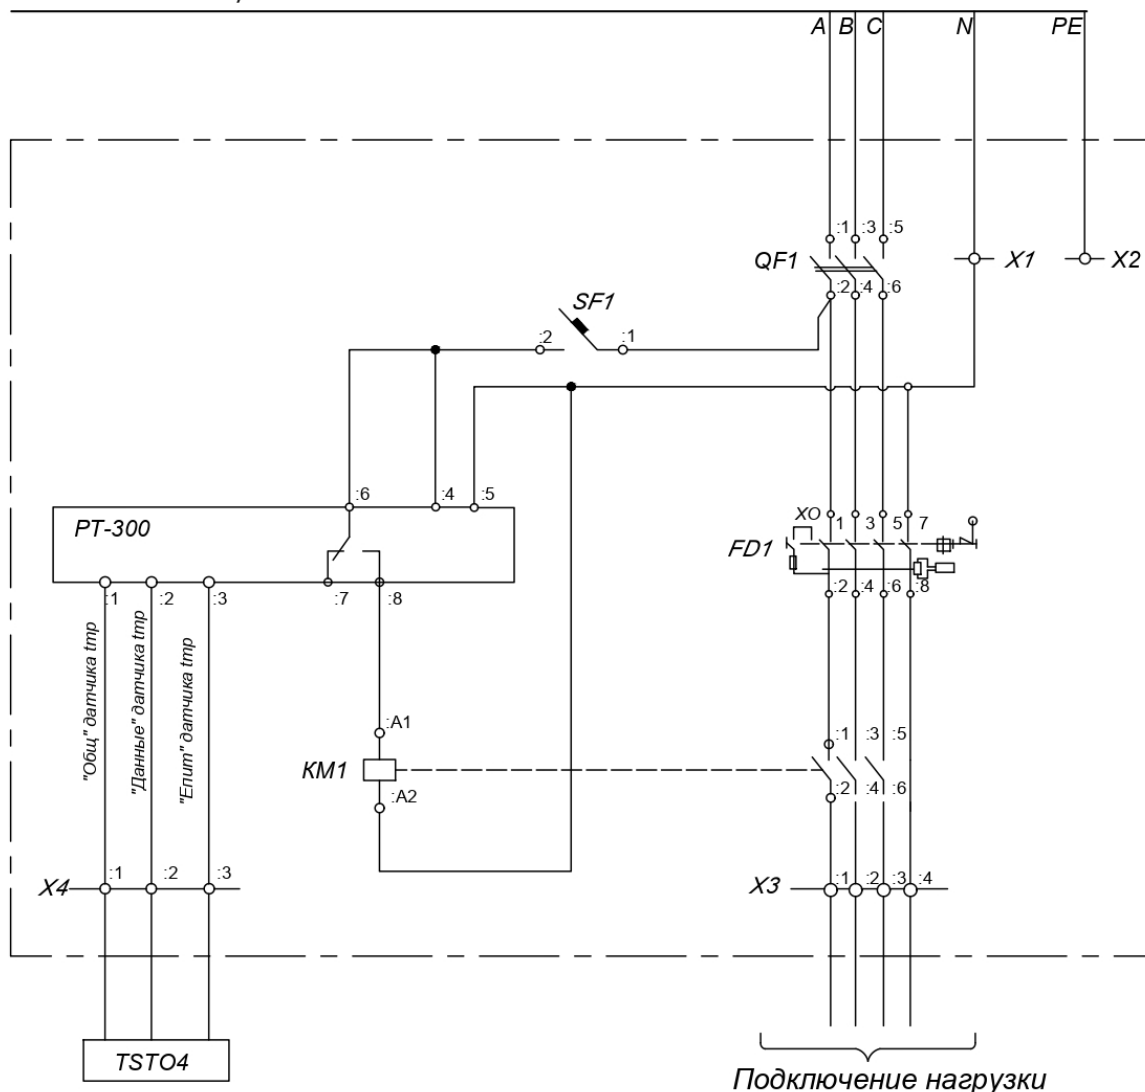 A B C N PE
:1 :3 :5
QF1 X1 X2
:2 :4 :6
SF1
:2 :1
:6 :4 :5
PT-300
XO 1 3 5 7
FD1
:1 :2 :3 :7 :8
:2 :4 :6 :8
"Общ" датчика tmp
"Данные" датчика tmp
"Епит" датчика tmp
:A1
:1 :3 :5
KM1
:A2
:2 :4 :6
X4 :1 :2 :3
X3 :1 :2 :3 :4
TSTO4
Подключение нагрузки